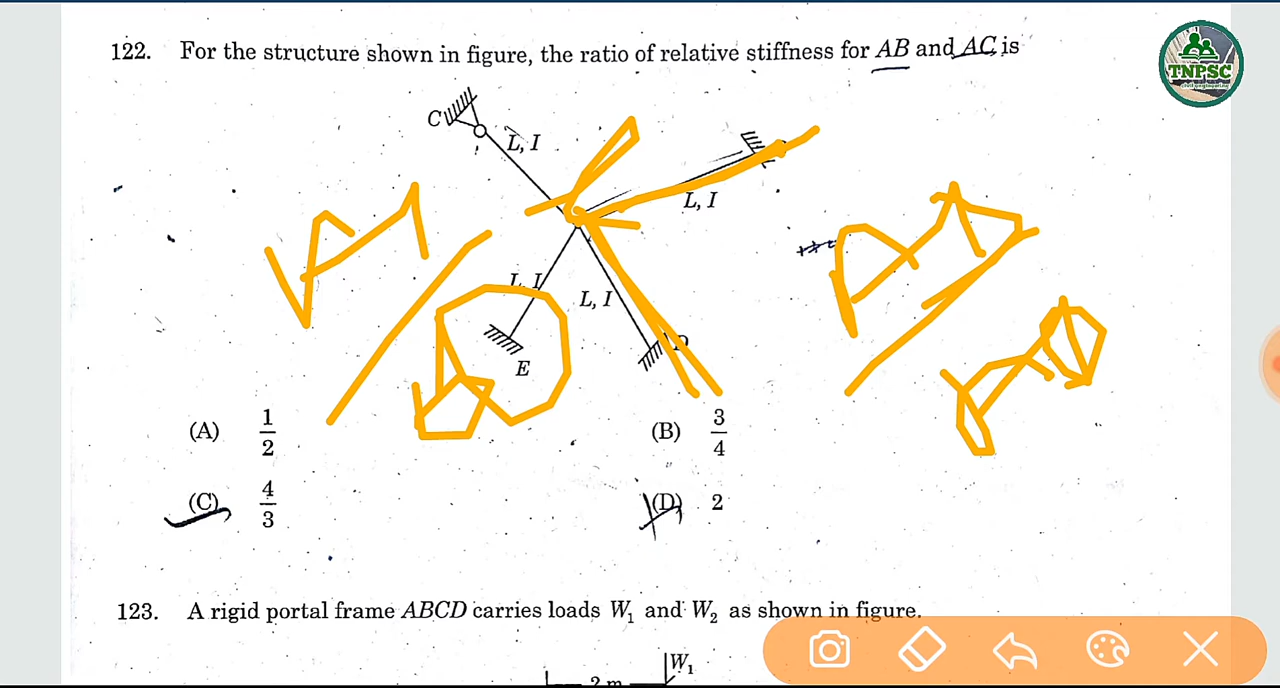 122. For the structure shown in figure, the ratio of relative stiffness for AB and AC is
TNPSC
C
L, I
L, I
L, I
L, I
E
(A) 1/2
(B) 3/4
(C) 4/3
(D) 2
123. A rigid portal frame ABCD carries loads W₁ and W₂ as shown in figure.
W₁
2 m